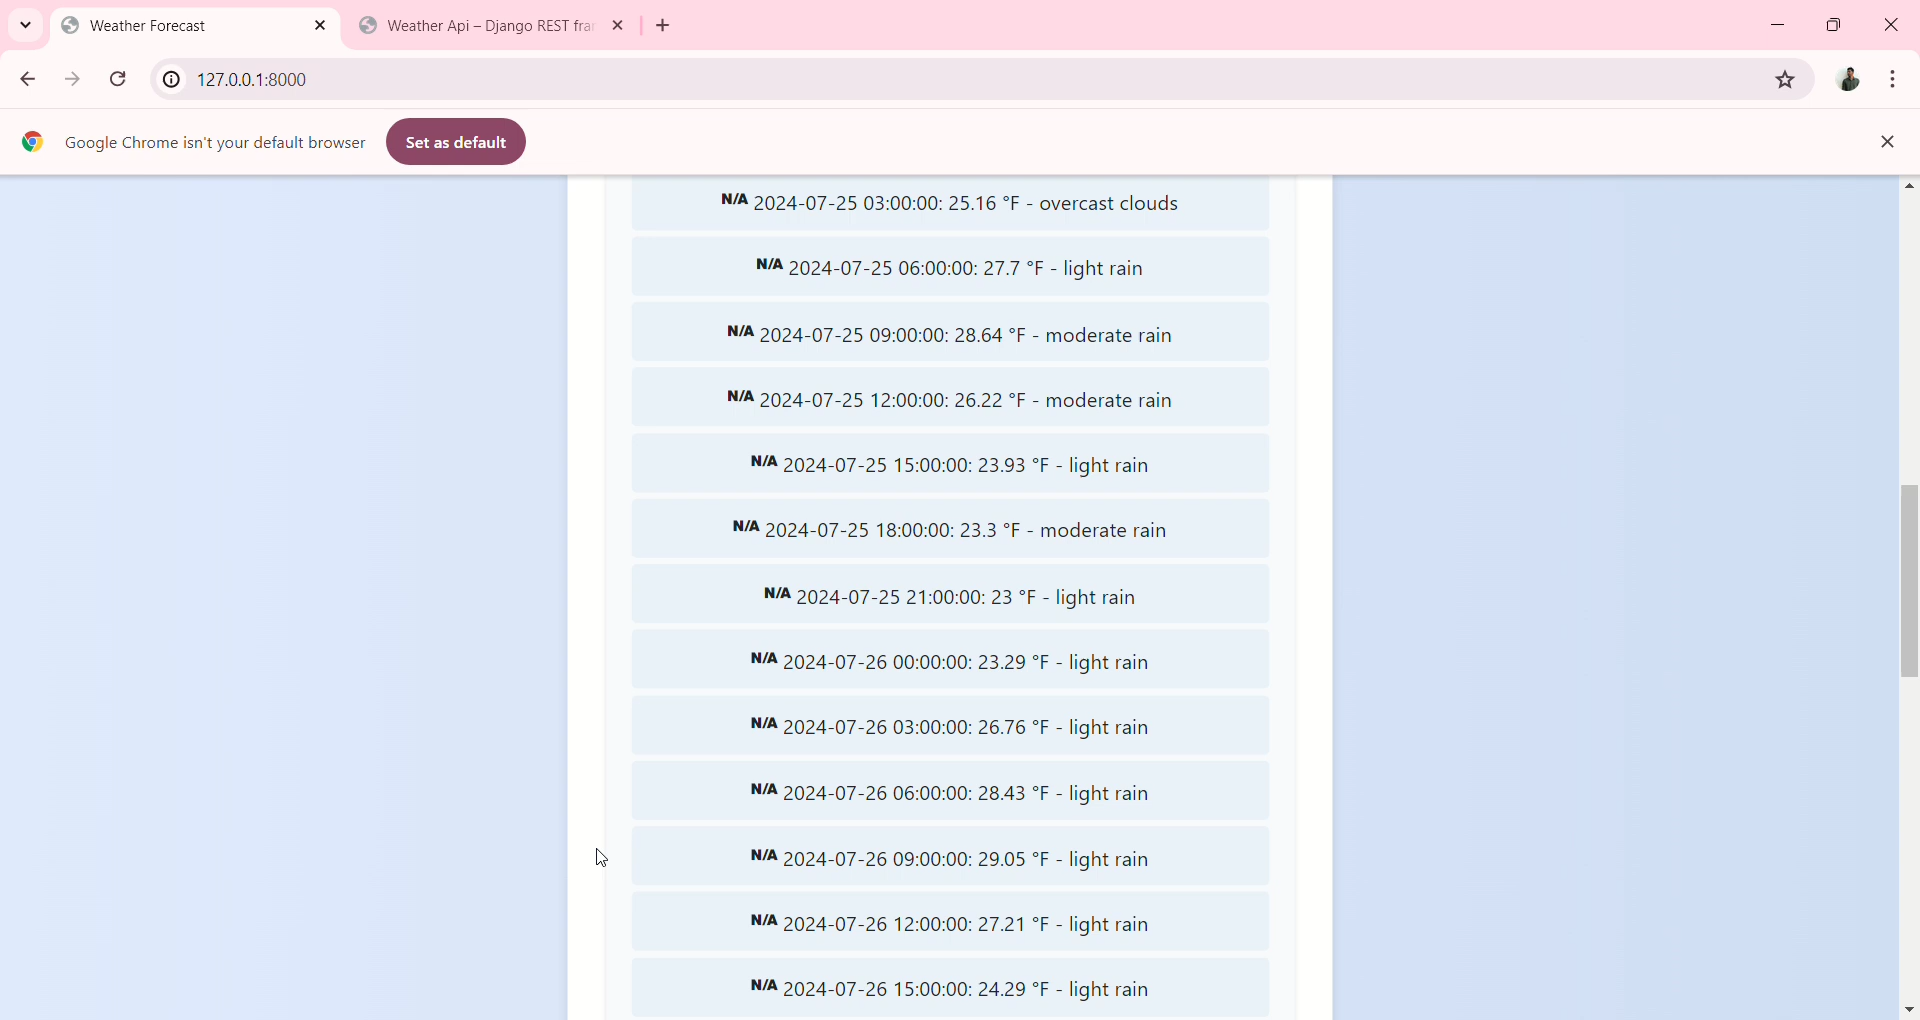 Weather Forecast
Weather Api – Django REST fra
127.0.0.1:8000
Google Chrome isn't your default browser
Set as default
N/A 2024-07-25 03:00:00: 25.16 °F - overcast clouds
N/A 2024-07-25 06:00:00: 27.7 °F - light rain
N/A 2024-07-25 09:00:00: 28.64 °F - moderate rain
N/A 2024-07-25 12:00:00: 26.22 °F - moderate rain
N/A 2024-07-25 15:00:00: 23.93 °F - light rain
N/A 2024-07-25 18:00:00: 23.3 °F - moderate rain
N/A 2024-07-25 21:00:00: 23 °F - light rain
N/A 2024-07-26 00:00:00: 23.29 °F - light rain
N/A 2024-07-26 03:00:00: 26.76 °F - light rain
N/A 2024-07-26 06:00:00: 28.43 °F - light rain
N/A 2024-07-26 09:00:00: 29.05 °F - light rain
N/A 2024-07-26 12:00:00: 27.21 °F - light rain
N/A 2024-07-26 15:00:00: 24.29 °F - light rain